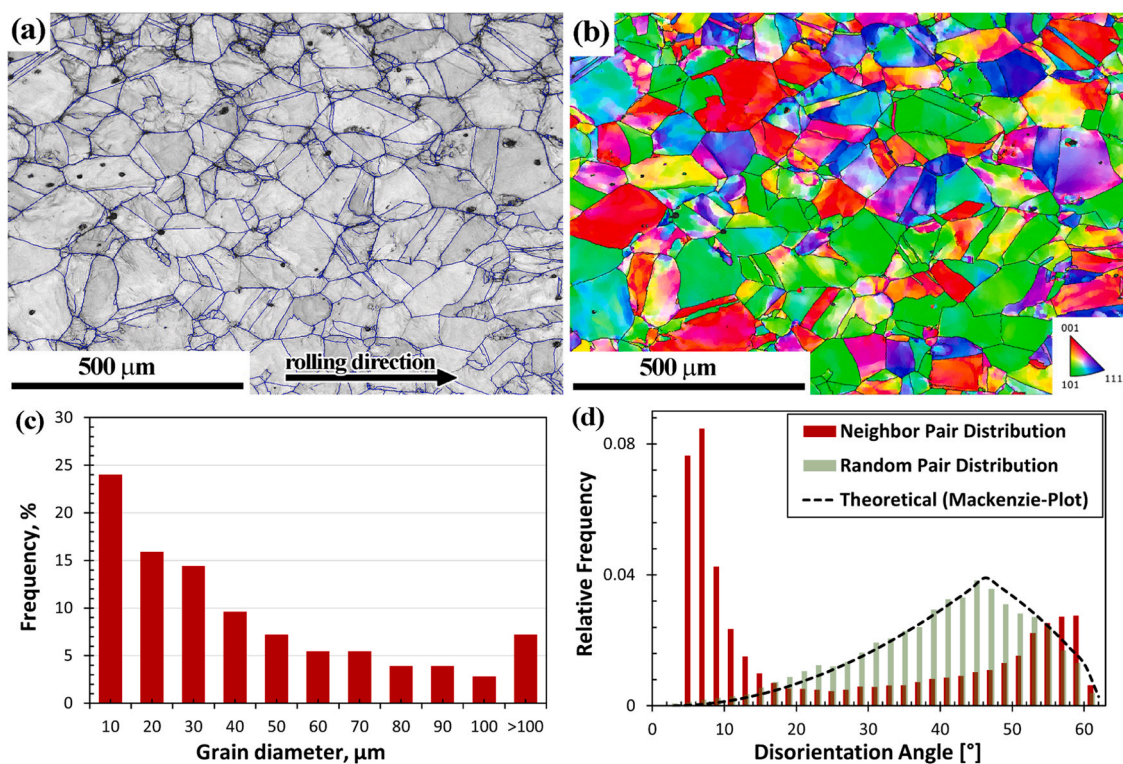 (a)
500 µm
rolling direction
(b)
500 µm
001
101
111
(c)
Frequency, %
30
25
20
15
10
5
0
10 20 30 40 50 60 70 80 90 100 >100
Grain diameter, µm
(d)
Relative Frequency
0.08
0.04
0
Neighbor Pair Distribution
Random Pair Distribution
Theoretical (Mackenzie-Plot)
0 10 20 30 40 50 60
Disorientation Angle [°]